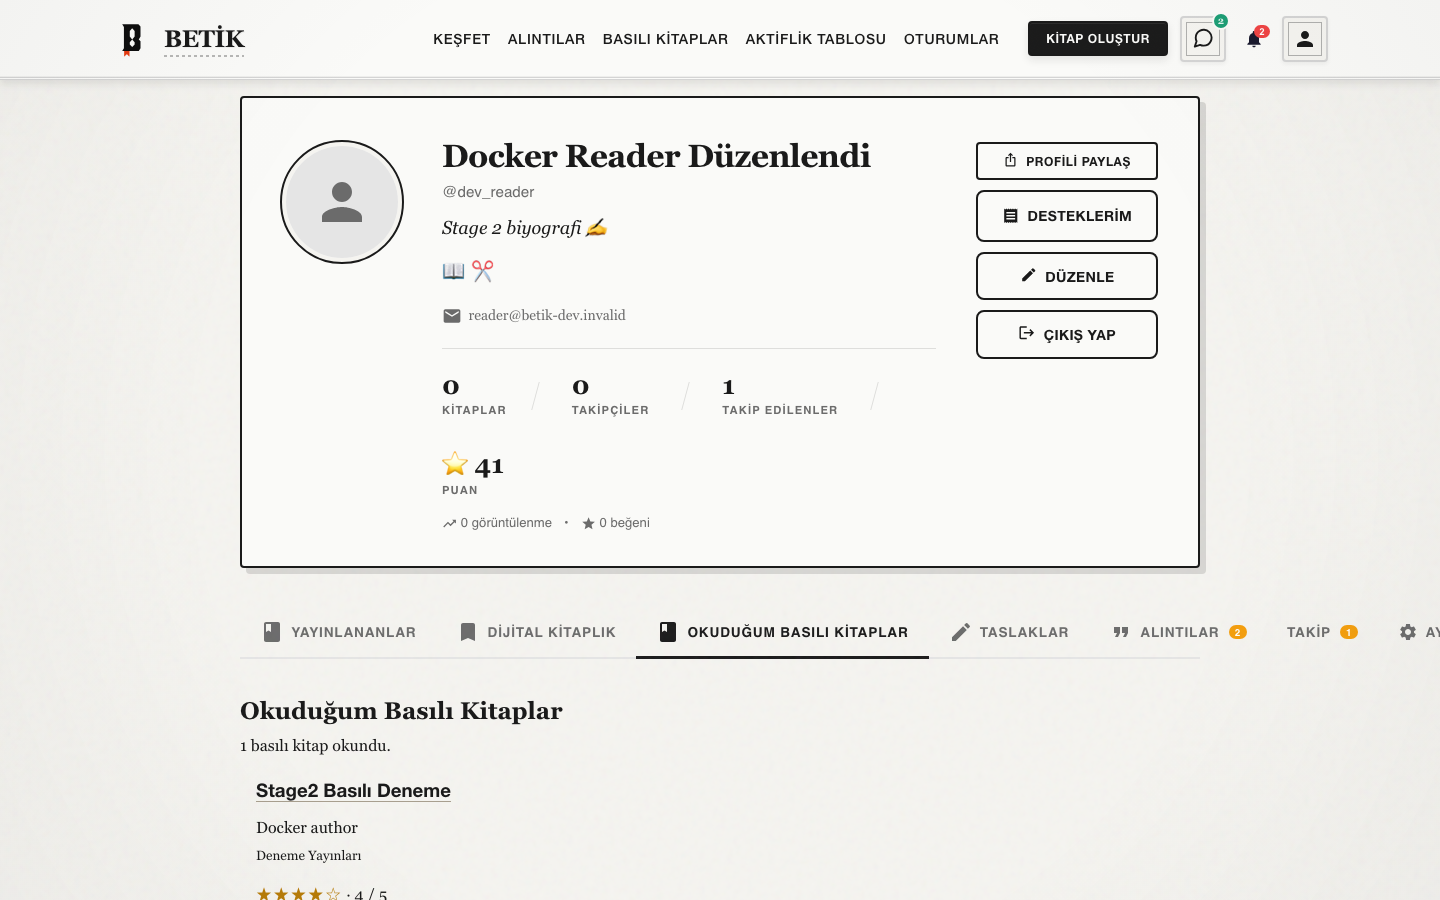 BETİK
KEŞFET
ALINTILAR
BASILI KİTAPLAR
AKTİFLİK TABLOSU
OTURUMLAR
KİTAP OLUŞTUR
2
2
Docker Reader Düzenlendi
@dev_reader
Stage 2 biyografi ✍️
📖 ✂️
reader@betik-dev.invalid
PROFİLİ PAYLAŞ
DESTEKLERİM
DÜZENLE
ÇIKIŞ YAP
0
KİTAPLAR
0
TAKİPÇİLER
1
TAKİP EDİLENLER
⭐ 41
PUAN
0 görüntülenme • ★ 0 beğeni
YAYINLANANLAR
DİJİTAL KİTAPLIK
OKUDUĞUM BASILI KİTAPLAR
TASLAKLAR
ALINTILAR 2
TAKİP 1
Okuduğum Basılı Kitaplar
1 basılı kitap okundu.
Stage2 Basılı Deneme
Docker author
Deneme Yayınları
★★★★☆ · 4 / 5